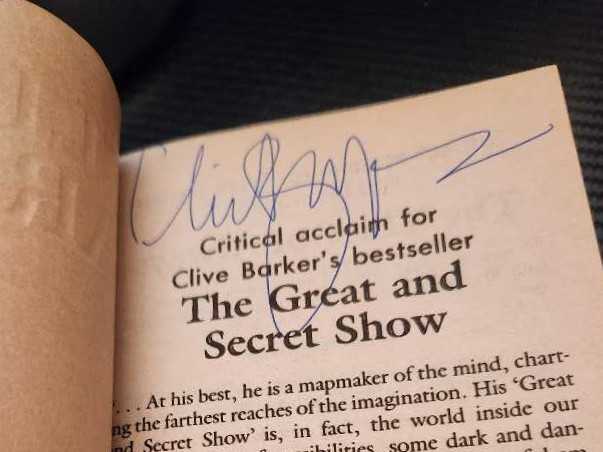 Critical acclaim for
Clive Barker's bestseller
The Great and
Secret Show
. . . At his best, he is a mapmaker of the mind, chart-
ng the farthest reaches of the imagination. His 'Great
nd Secret Show' is, in fact, the world inside our
some dark and dan-